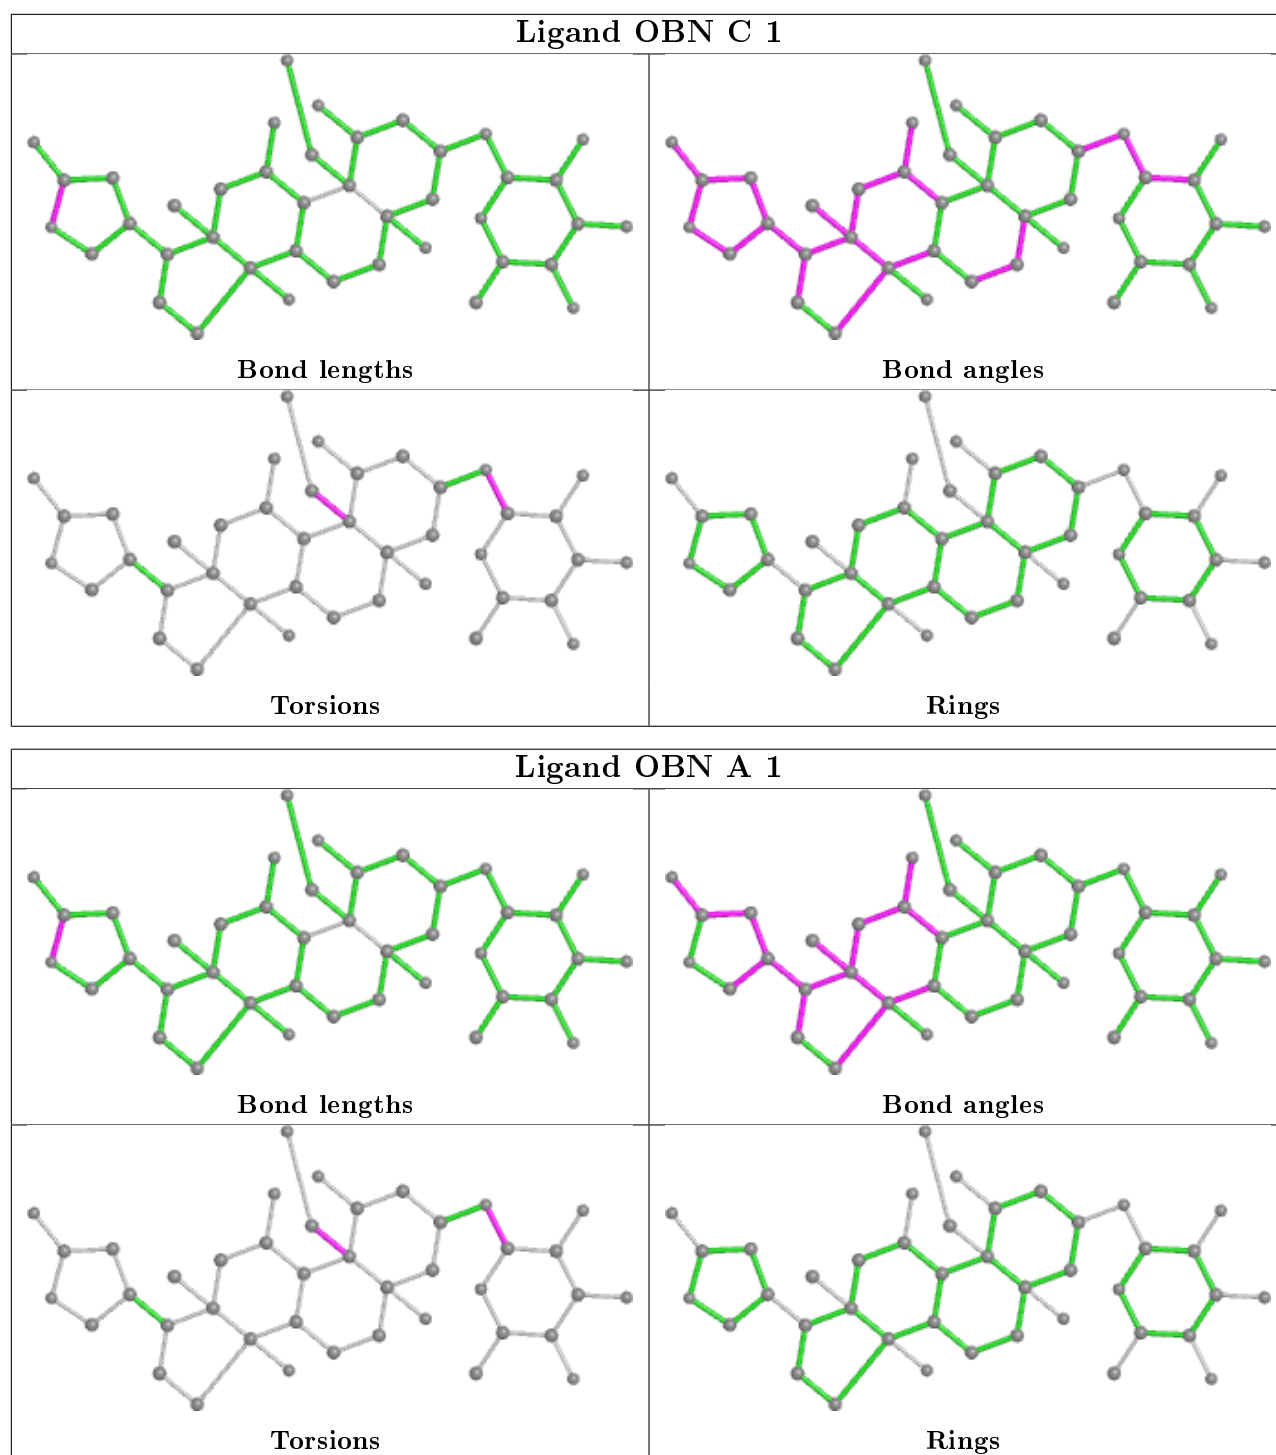 Ligand OBN C 1
Bond lengths
Bond angles
Torsions
Rings
Ligand OBN A 1
Bond lengths
Bond angles
Torsions
Rings